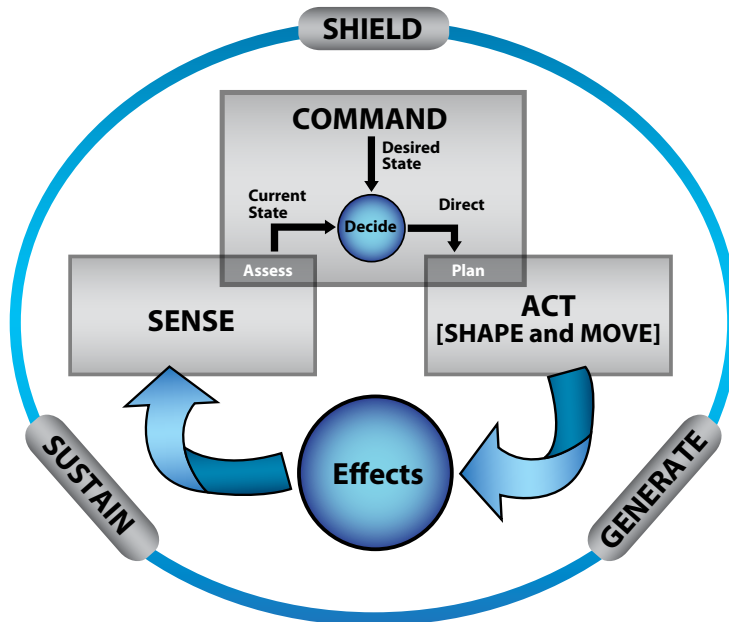 SHIELD
COMMAND
Desired
State
Current
State
Decide
Direct
Assess
Plan
SENSE
ACT
[SHAPE and MOVE]
Effects
SUSTAIN
GENERATE